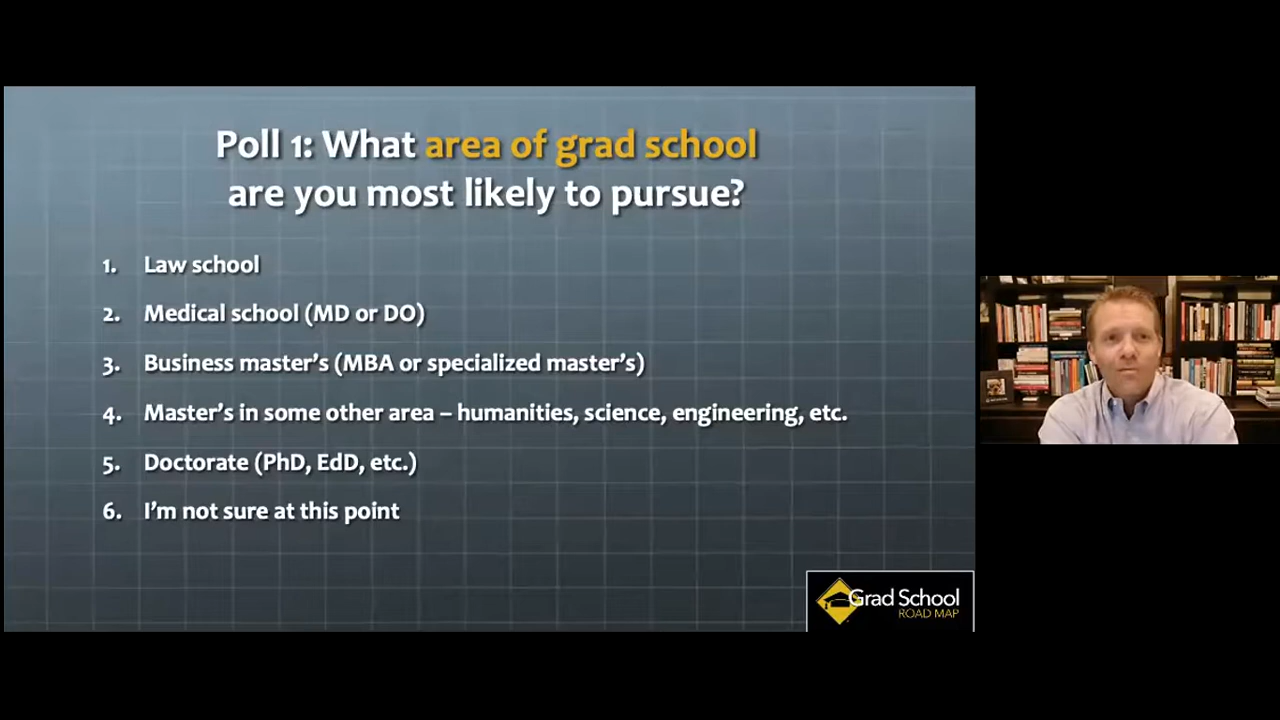 Poll 1: What area of grad school
are you most likely to pursue?
1. Law school
2. Medical school (MD or DO)
3. Business master’s (MBA or specialized master’s)
4. Master’s in some other area – humanities, science, engineering, etc.
5. Doctorate (PhD, EdD, etc.)
6. I’m not sure at this point
Grad School
ROAD MAP